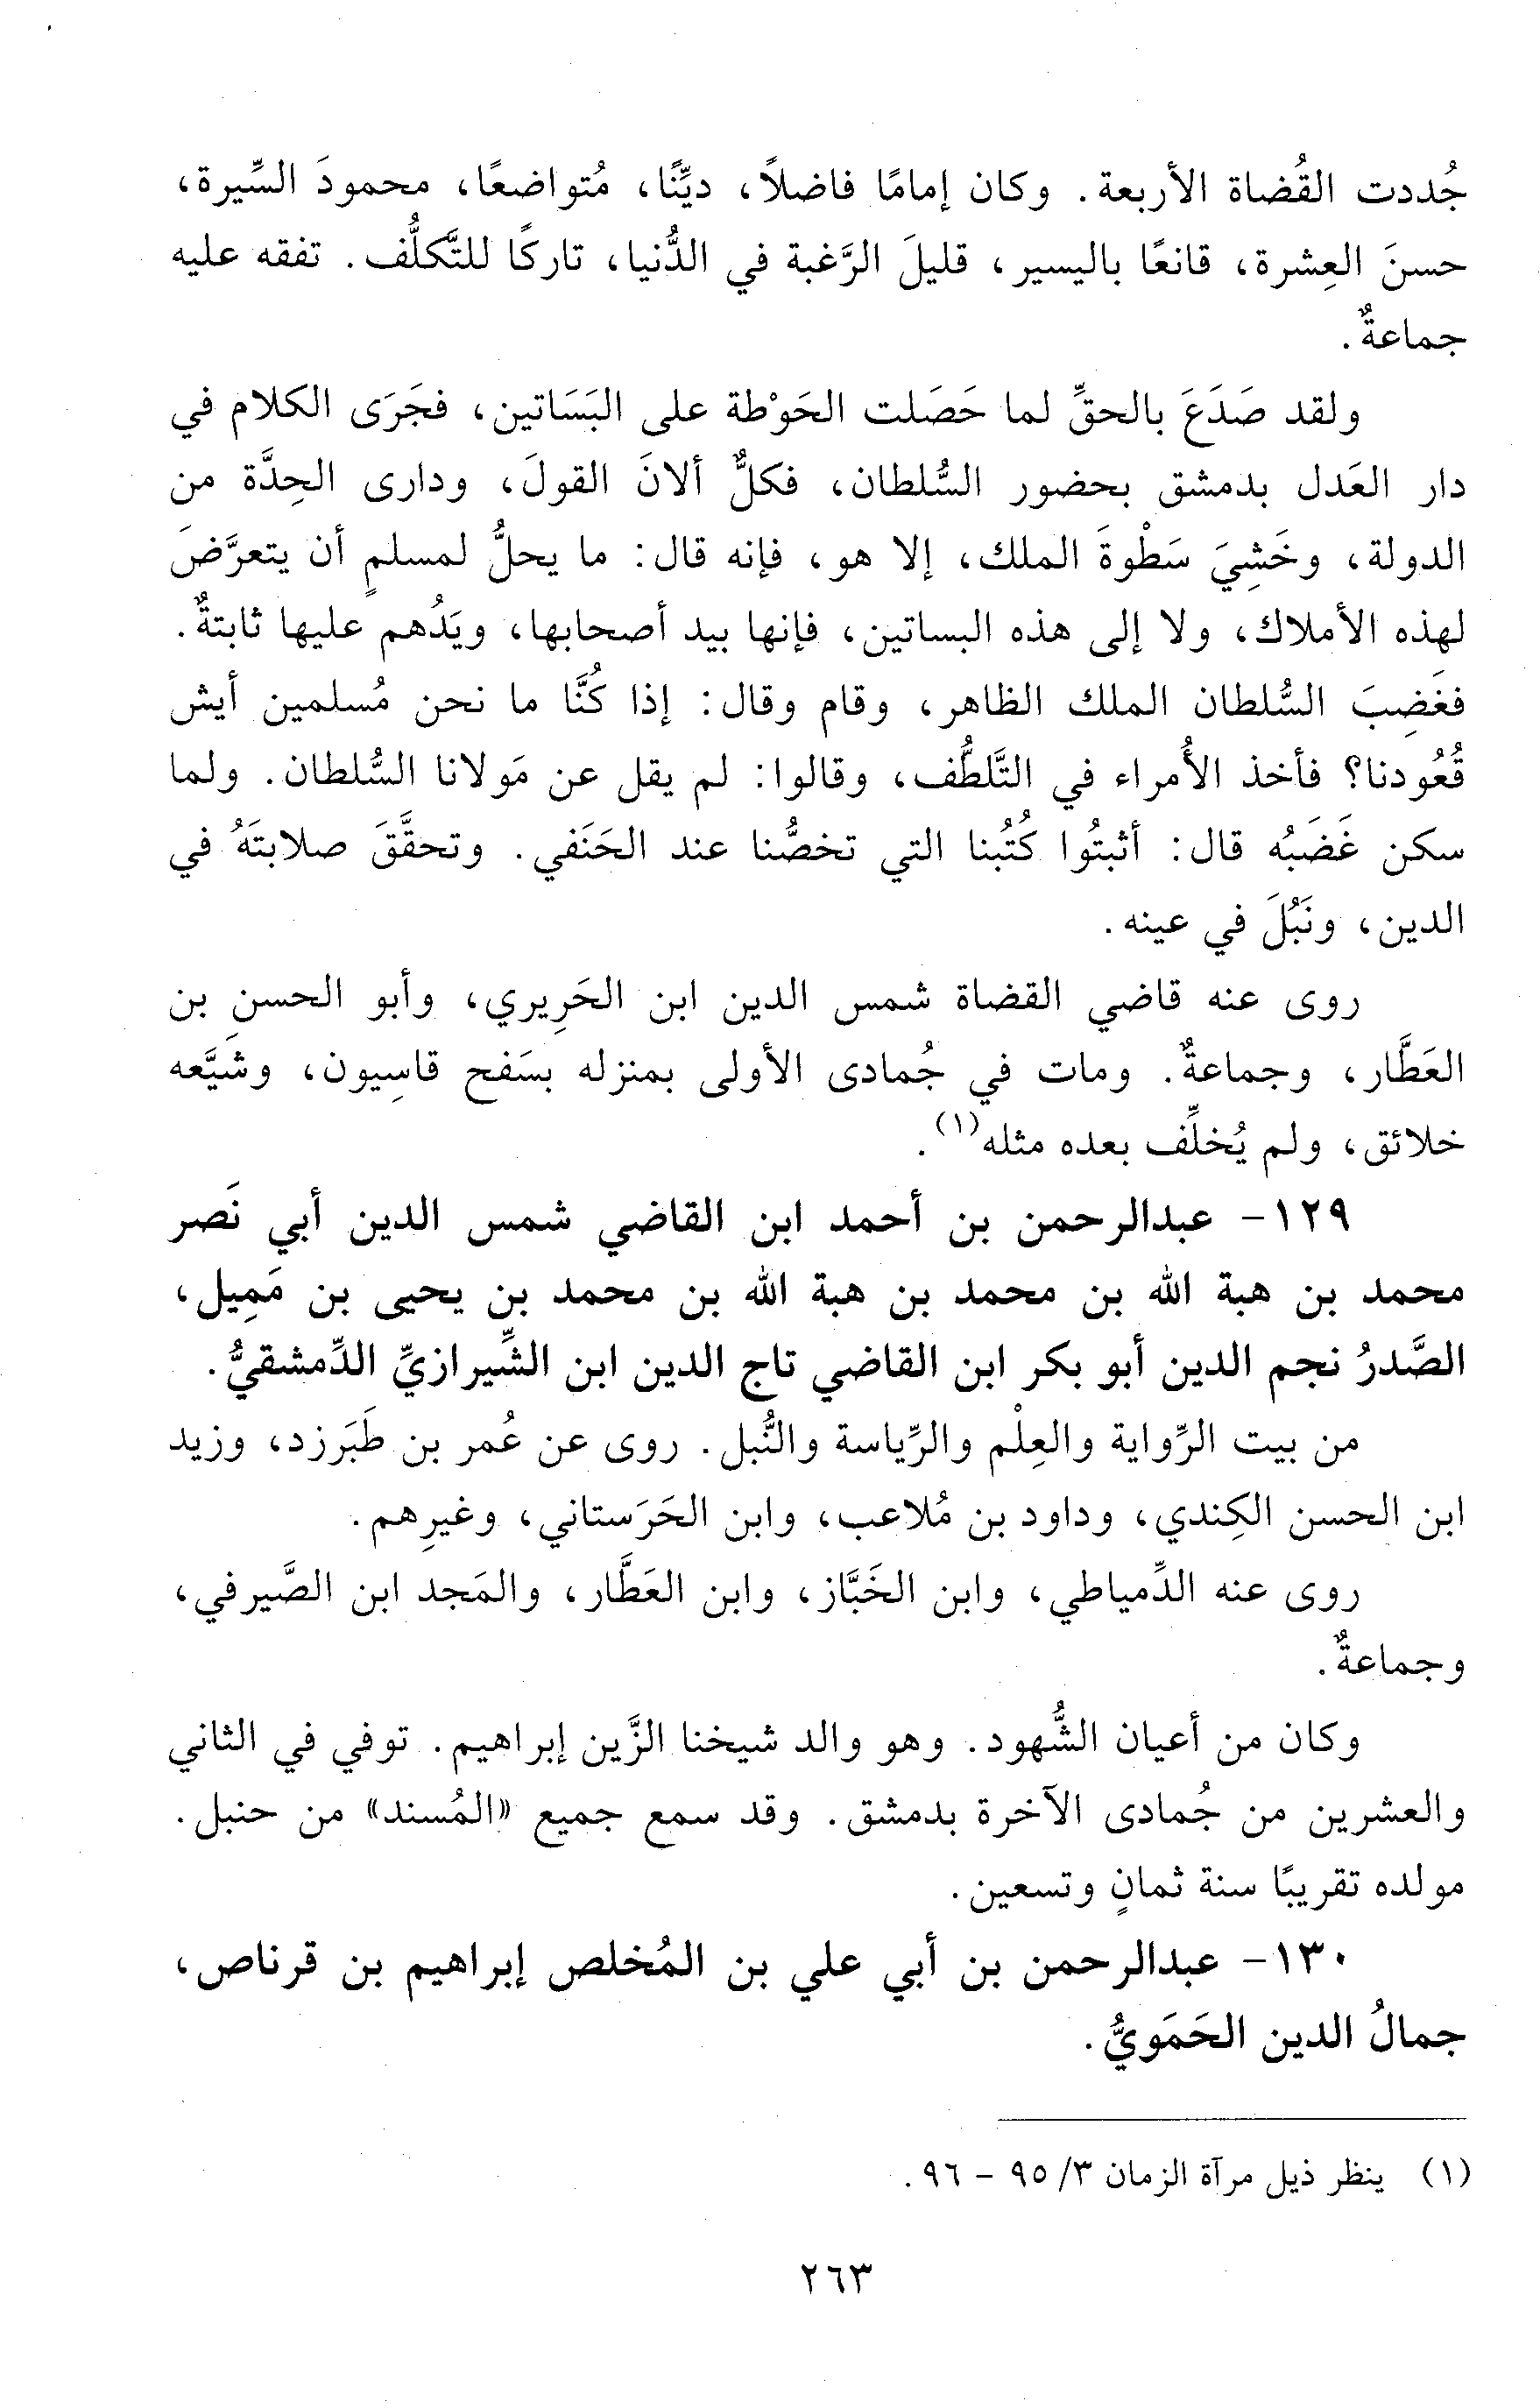 جُددت القُضاة الأربعة. وكان إمامًا فاضلاً، ديِّنًا، مُتواضعًا، محمودَ السِّيرة،
حسنَ العِشرة، قانعًا باليسير، قليلَ الرَّغبة في الدُّنيا، تاركًا للتَّكلُّف. تفقه عليه
جماعةٌ.
ولقد صَدَعَ بالحقِّ لما حَصَلت الحَوْطة على البَسَاتين، فجَرَى الكلام في
دار العَدل بدمشق بحضور السُّلطان، فكلٌّ ألانَ القولَ، ودارى الحِدَّة من
الدولة، وخَشِيَ سَطْوةَ الملك، إلا هو، فإنه قال: ما يحلُّ لمسلمٍ أن يتعرَّضَ
لهذه الأملاك، ولا إلى هذه البساتين، فإنها بيد أصحابها، ويَدُهم عليها ثابتةٌ.
فغَضِبَ السُّلطان الملك الظاهر، وقام وقال: إذا كُنَّا ما نحن مُسلمين أيش
قُعُودنا؟ فأخذ الأُمراء في التَّلطُّف، وقالوا: لم يقل عن مَولانا السُّلطان. ولما
سكن غَضَبُه قال: أثبتُوا كُتُبنا التي تخصُّنا عند الحَنَفي. وتحقَّقَ صلابتَهُ في
الدين، ونَبُلَ في عينه.
روى عنه قاضي القضاة شمس الدين ابن الحَرِيري، وأبو الحسنِ بن
العَطَّار، وجماعةٌ. ومات في جُمادى الأولى بمنزله بسَفح قاسِيون، وشَيَّعه
خلائق، ولم يُخلِّف بعده مثله(١).
١٢٩- عبدالرحمن بن أحمد ابن القاضي شمس الدين أبي نَصر
محمد بن هبة الله بن محمد بن هبة الله بن محمد بن يحيى بن مَمِيل،
الصَّدرُ نجم الدين أبو بكر ابن القاضي تاج الدين ابن الشِّيرازيِّ الدِّمشقيُّ.
من بيت الرِّواية والعِلْم والرِّياسة والنُّبل. روى عن عُمر بن طَبَرزد، وزيد
ابن الحسن الكِندي، وداود بن مُلاعب، وابن الحَرَستاني، وغيرِهم.
روى عنه الدِّمياطي، وابن الخَبَّاز، وابن العَطَّار، والمَجد ابن الصَّيرفي،
وجماعةٌ.
وكان من أعيان الشُّهود. وهو والد شيخنا الزَّين إبراهيم. توفي في الثاني
والعشرين من جُمادى الآخرة بدمشق. وقد سمع جميع «المُسند» من حنبل.
مولده تقريبًا سنة ثمانٍ وتسعين.
١٣٠- عبدالرحمن بن أبي علي بن المُخلص إبراهيم بن قرناص،
جمالُ الدين الحَمَويُّ.
(١) ينظر ذيل مرآة الزمان ٣/ ٩٥ - ٩٦.
٢٦٣